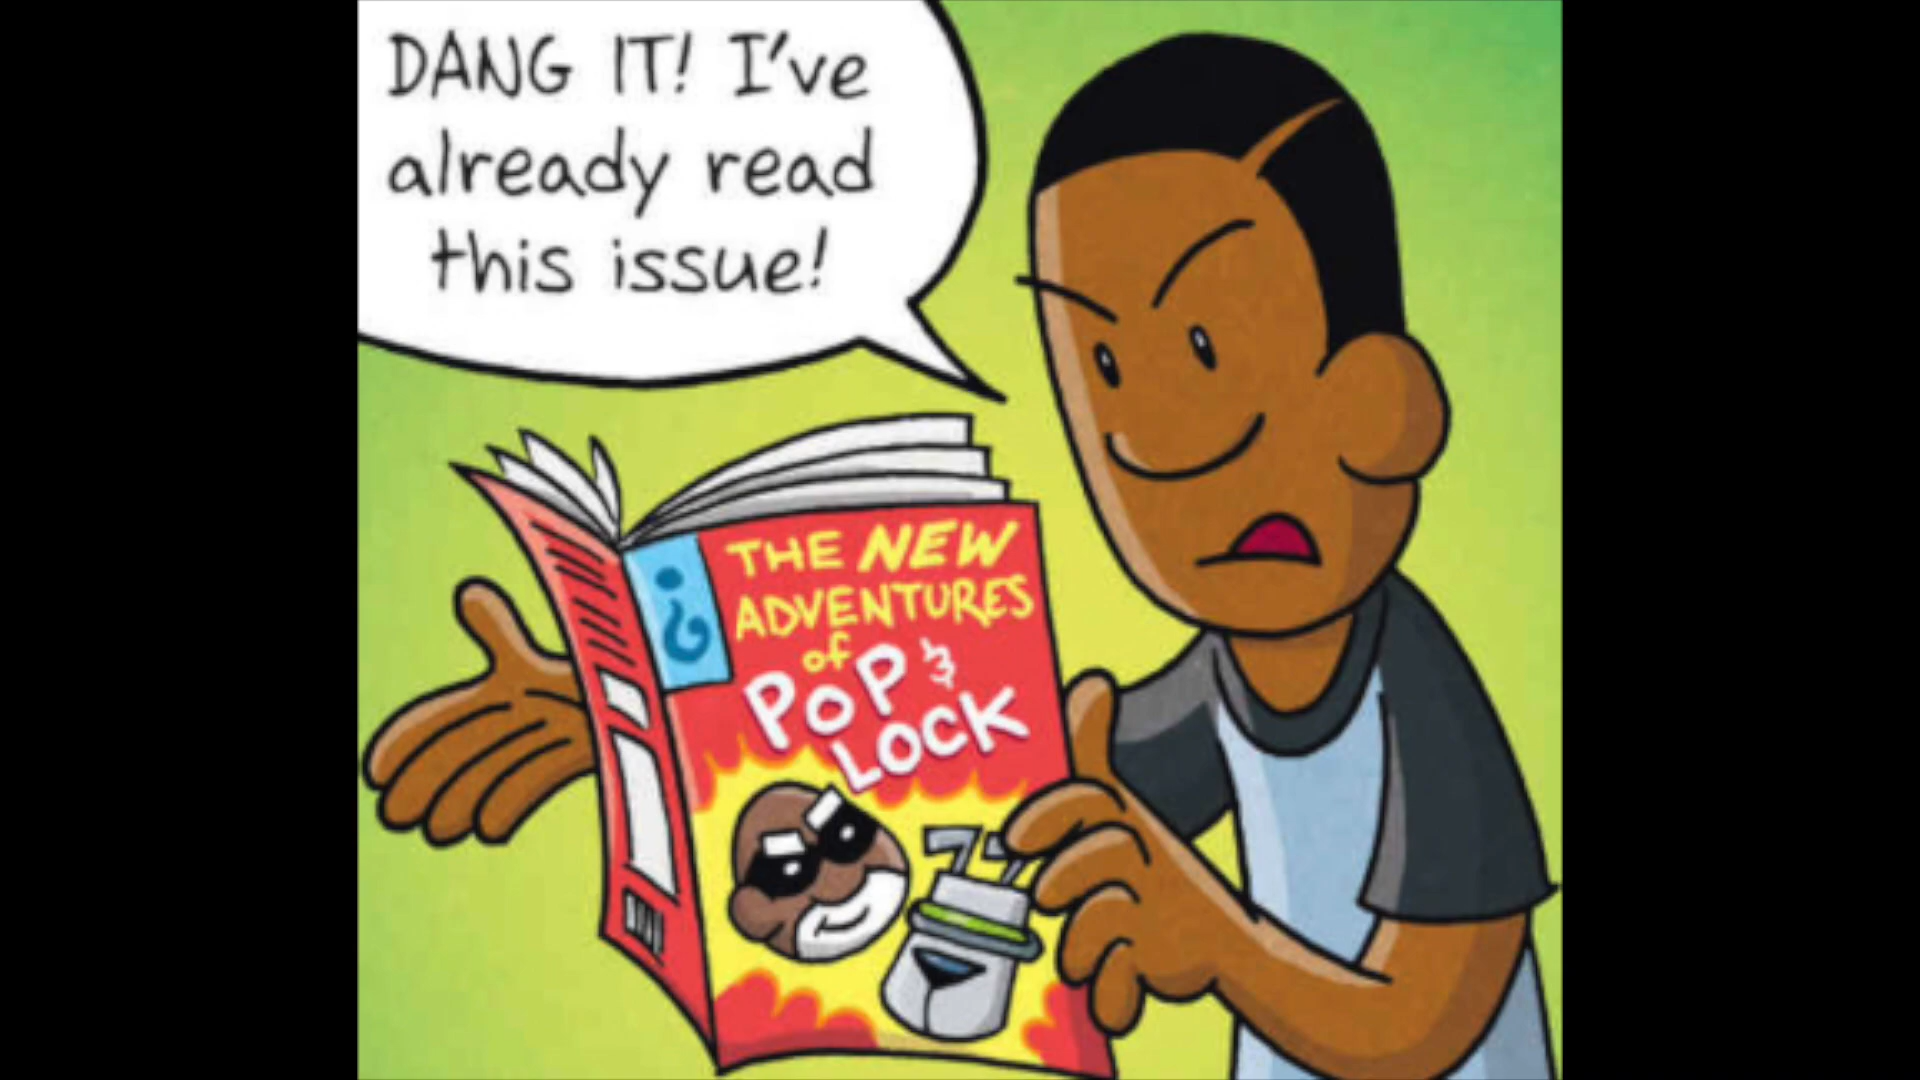 DANG IT! I've
already read
this issue!
¿
THE NEW
ADVENTURES
of
POP &
LOCK